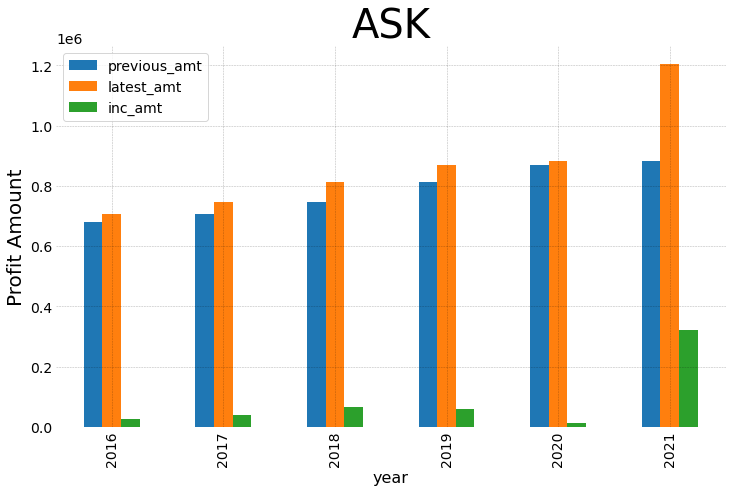 ASK
1e6
previous_amt
latest_amt
inc_amt
1.2
1.0
0.8
0.6
0.4
0.2
0.0
Profit Amount
2016 2017 2018 2019 2020 2021
year